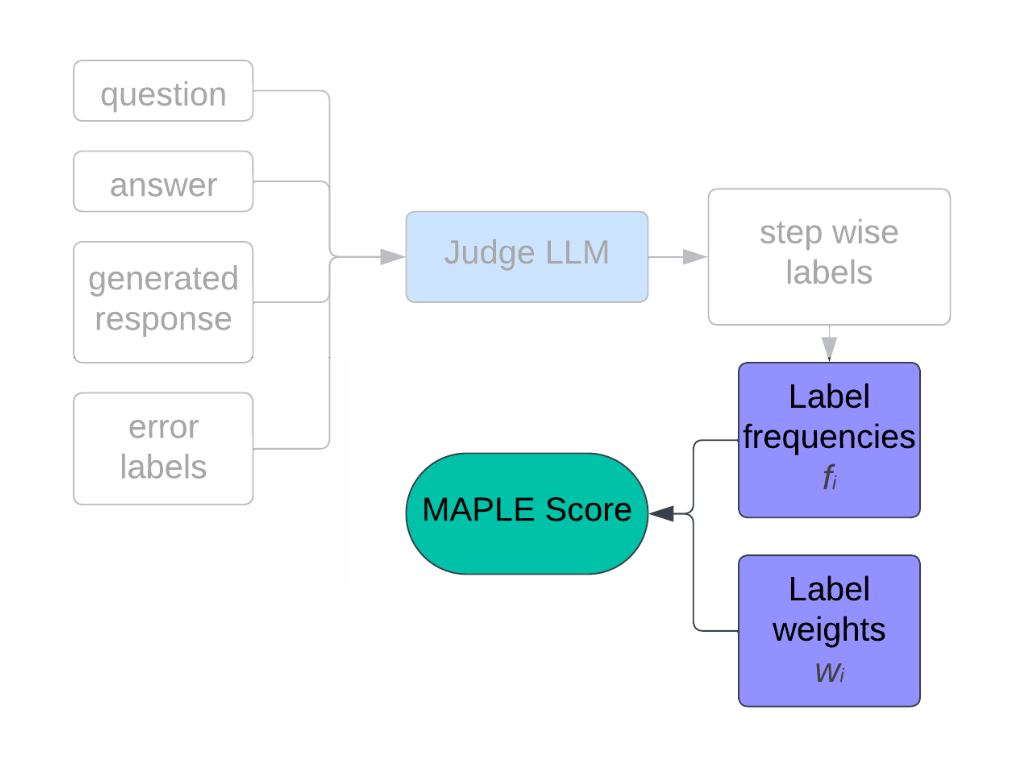 question
answer
generated
response
error
labels
Judge LLM
step wise
labels
Label
frequencies
fi
MAPLE Score
Label
weights
wi